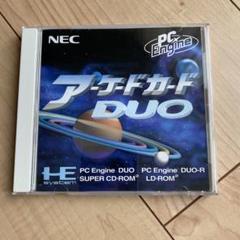 NEC
PC Engine
アーケードカード
DUO
HE system
PC Engine DUO PC Engine DUO-R
SUPER CD-ROM² LD-ROM²